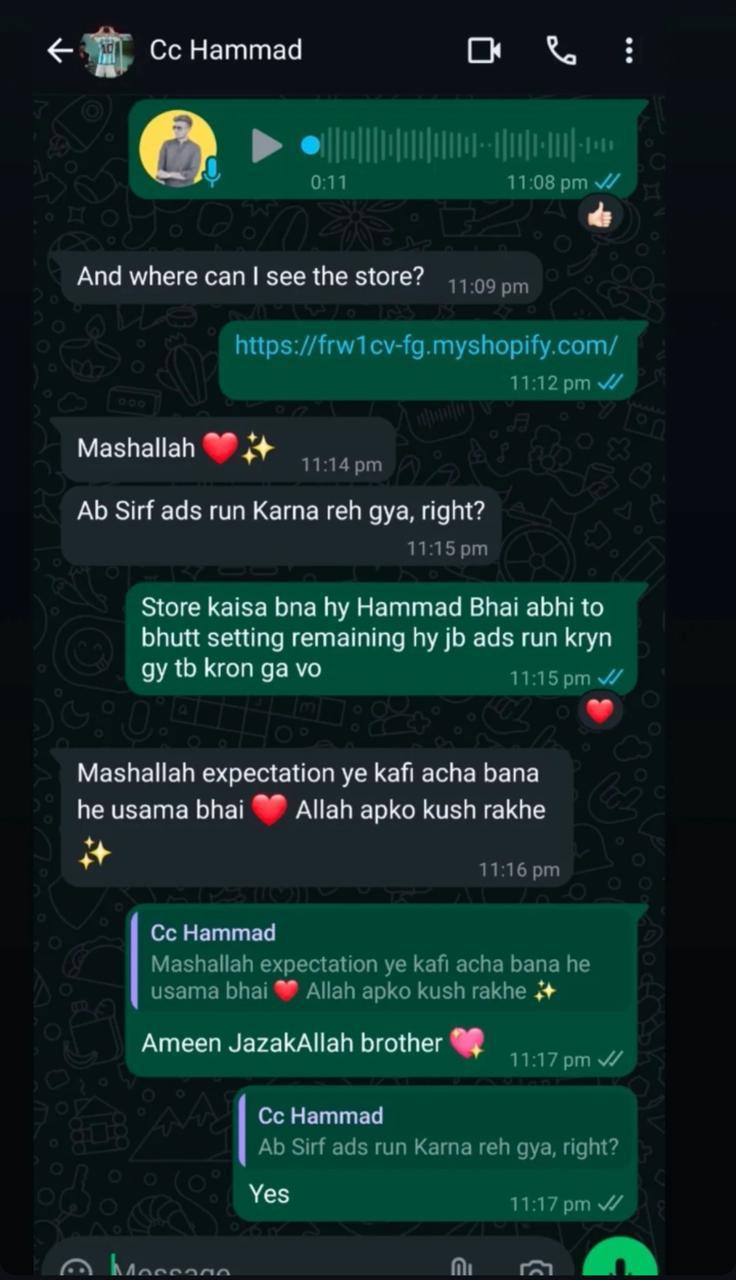 Cc Hammad
0:11
11:08 pm
And where can I see the store?
11:09 pm
https://frw1cv-fg.myshopify.com/
11:12 pm
Mashallah ❤️✨
11:14 pm
Ab Sirf ads run Karna reh gya, right?
11:15 pm
Store kaisa bna hy Hammad Bhai abhi to
bhutt setting remaining hy jb ads run kryn
gy tb kron ga vo
11:15 pm
Mashallah expectation ye kafi acha bana
he usama bhai ❤️ Allah apko kush rakhe
✨
11:16 pm
Cc Hammad
Mashallah expectation ye kafi acha bana he
usama bhai ❤️ Allah apko kush rakhe ✨
Ameen JazakAllah brother 💖
11:17 pm
Cc Hammad
Ab Sirf ads run Karna reh gya, right?
Yes
11:17 pm
Message